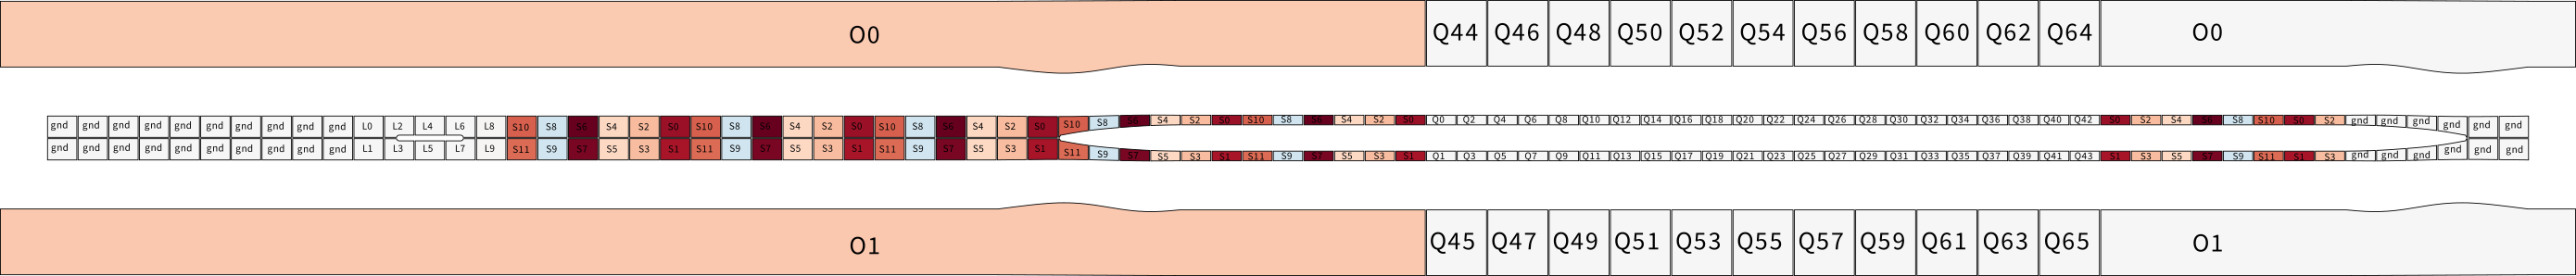 O0 Q44 Q46 Q48 Q50 Q52 Q54 Q56 Q58 Q60 Q62 Q64 O0
gnd gnd gnd gnd gnd gnd gnd gnd gnd gnd L0 L2 L4 L6 L8 S10 S8 S6 S4 S2 S0 S10 S8 S6 S4 S2 S0 S10 S8 S6 S4 S2 S0 S10 S8 S6 S4 S2 S0 S10 S8 S6 S4 S2 S0 Q0 Q2 Q4 Q6 Q8 Q10 Q12 Q14 Q16 Q18 Q20 Q22 Q24 Q26 Q28 Q30 Q32 Q34 Q36 Q38 Q40 Q42 S0 S2 S4 S6 S8 S10 S0 S2 gnd gnd gnd gnd gnd gnd
gnd gnd gnd gnd gnd gnd gnd gnd gnd gnd L1 L3 L5 L7 L9 S11 S9 S7 S5 S3 S1 S11 S9 S7 S5 S3 S1 S11 S9 S7 S5 S3 S1 S11 S9 S7 S5 S3 S1 S11 S9 S7 S5 S3 S1 Q1 Q3 Q5 Q7 Q9 Q11 Q13 Q15 Q17 Q19 Q21 Q23 Q25 Q27 Q29 Q31 Q33 Q35 Q37 Q39 Q41 Q43 S1 S3 S5 S7 S9 S11 S1 S3 gnd gnd gnd gnd gnd gnd
O1 Q45 Q47 Q49 Q51 Q53 Q55 Q57 Q59 Q61 Q63 Q65 O1